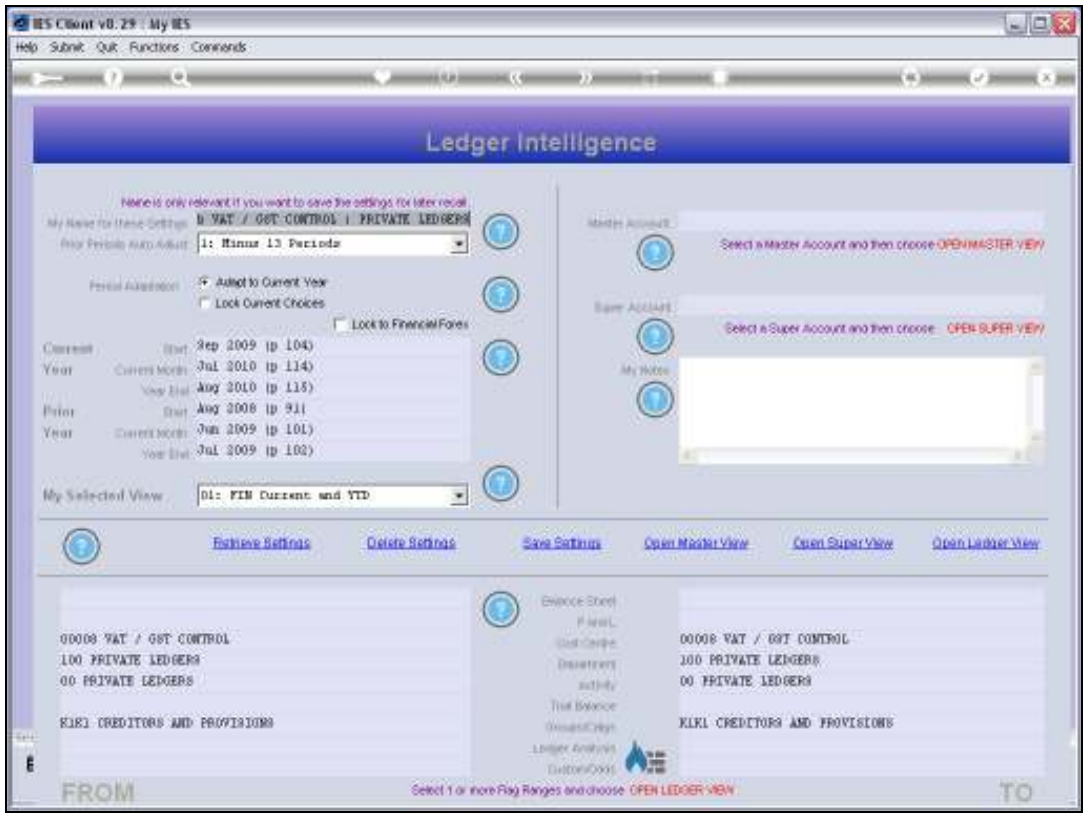 IES Client v8.29 : My IES
Help Submit Quit Functions Commands
Ledger Intelligence
Name is only relevant if you want to save the settings for later recall
My Name for these Settings VAT / GST CONTROL : PRIVATE LEDGERS
Prior Periods Auto Adjust 1: Minus 13 Periods
Period Adaptation Adapt to Current Year
Lock Current Choices
Lock to Financial Forex
Current Start Sep 2009 (p 104)
Year Current Month Jul 2010 (p 114)
Year End Aug 2010 (p 115)
Prior Start Aug 2008 (p 91)
Year Current Month Jun 2009 (p 101)
Year End Jul 2009 (p 102)
My Selected View 01: FIN Current and YTD
Master Account
Select a Master Account and then choose OPEN MASTER VIEW
Super Account
Select a Super Account and then choose OPEN SUPER VIEW
My Notes
Retrieve Settings Delete Settings Save Settings Open Master View Open Super View Open Ledger View
Balance Sheet
P and L
00008 VAT / GST CONTROL Cost Centre 00008 VAT / GST CONTROL
100 PRIVATE LEDGERS Department 100 PRIVATE LEDGERS
00 PRIVATE LEDGERS Activity 00 PRIVATE LEDGERS
Trial Balance
K1K1 CREDITORS AND PROVISIONS K1K1 CREDITORS AND PROVISIONS
Ledger Analysis
FROM Select 1 or more Flag Ranges and choose OPEN LEDGER VIEW TO